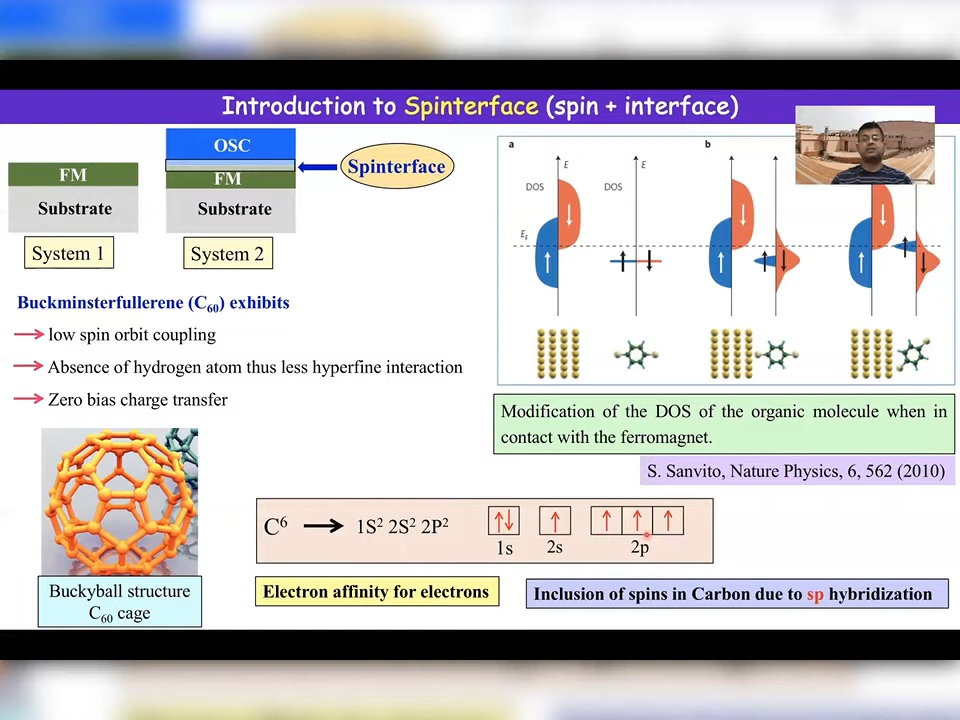 Introduction to Spinterface (spin + interface)
OSC
FM
FM
Spinterface
Substrate
Substrate
System 1
System 2
a
b
E
E
DOS
DOS
E_F
Buckminsterfullerene (C₆₀) exhibits
low spin orbit coupling
Absence of hydrogen atom thus less hyperfine interaction
Zero bias charge transfer
Modification of the DOS of the organic molecule when in
contact with the ferromagnet.
S. Sanvito, Nature Physics, 6, 562 (2010)
C⁶ → 1S² 2S² 2P²
1s
2s
2p
Buckyball structure
C₆₀ cage
Electron affinity for electrons
Inclusion of spins in Carbon due to sp hybridization